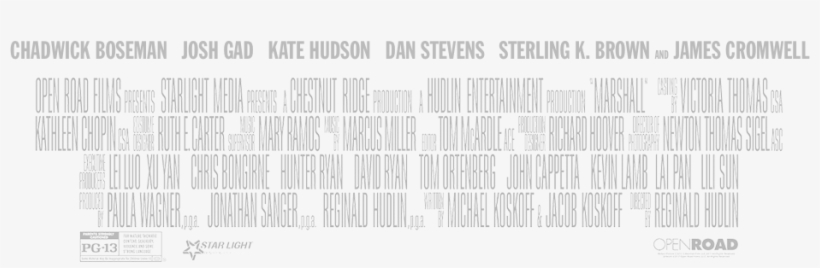 CHADWICK BOSEMAN JOSH GAD KATE HUDSON DAN STEVENS STERLING K. BROWN AND JAMES CROMWELL
OPEN ROAD FILMS PRESENTS STARLIGHT MEDIA PRESENTS A CHESTNUT RIDGE PRODUCTION A HUDLIN ENTERTAINMENT PRODUCTION "MARSHALL" CASTING BY VICTORIA THOMAS CSA
KATHLEEN CHOPIN CSA COSTUME DESIGNER RUTH E. CARTER MUSIC SUPERVISOR MARY RAMOS MUSIC BY MARCUS MILLER EDITOR TOM McARDLE ACE PRODUCTION DESIGNER RICHARD HOOVER DIRECTOR OF PHOTOGRAPHY NEWTON THOMAS SIGEL ASC
EXECUTIVE PRODUCERS LEI LUO XU YAN CHRIS BONGIRNE HUNTER RYAN DAVID RYAN TOM ORTENBERG JOHN CAPPETTA KEVIN LAMB LAI PAN LILI SUN
PRODUCED BY PAULA WAGNER, p.g.a. JONATHAN SANGER, p.g.a. REGINALD HUDLIN, p.g.a. WRITTEN BY MICHAEL KOSKOFF & JACOB KOSKOFF DIRECTED BY REGINALD HUDLIN
PG-13 STAR LIGHT OPEN ROAD